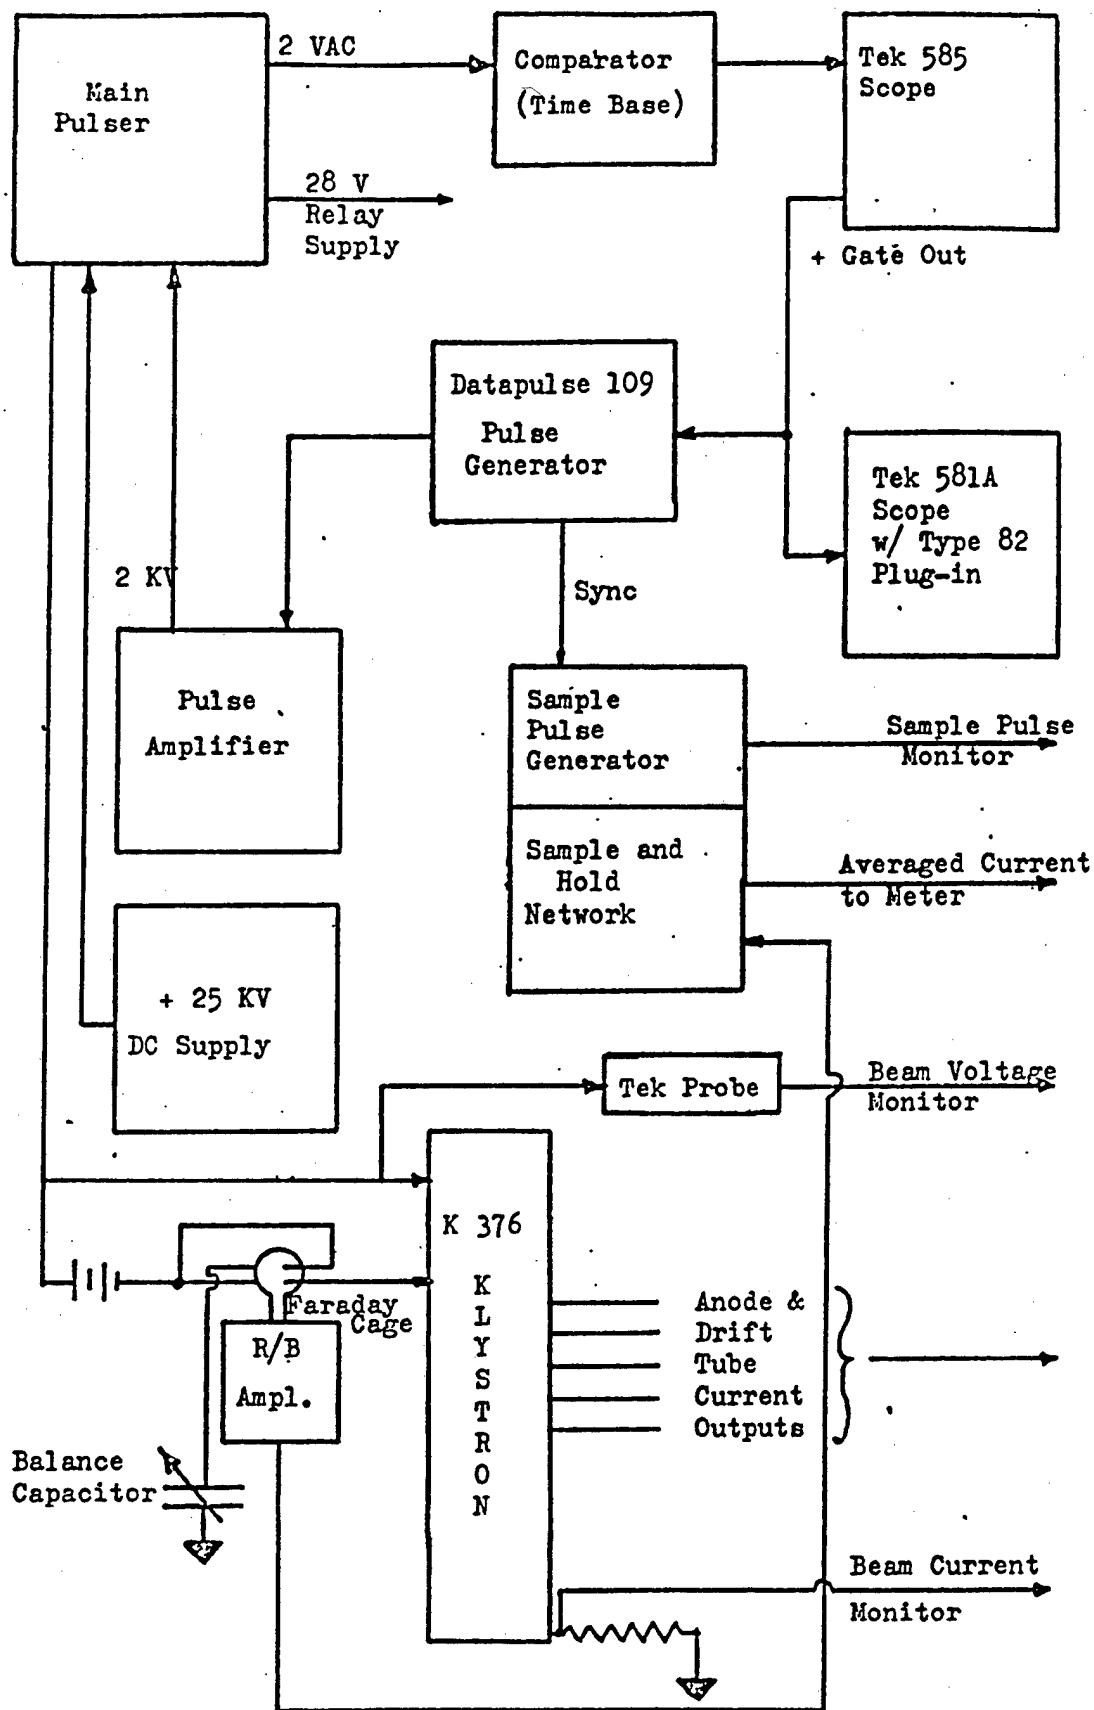 2 VAC
Main
Pulser
Comparator
(Time Base)
Tek 585
Scope
28 V
Relay
Supply
+ Gate Out
Datapulse 109
Pulse
Generator
Tek 581A
Scope
w/ Type 82
Plug-in
2 KV
Sync
Pulse
Amplifier
Sample
Pulse
Generator
Sample Pulse
Monitor
Sample and
Hold
Network
Averaged Current
to Meter
+ 25 KV
DC Supply
Tek Probe
Beam Voltage
Monitor
K 376
K
L
Y
S
T
R
O
N
Faraday
Cage
R/B
Ampl.
Anode &
Drift
Tube
Current
Outputs
Balance
Capacitor
Beam Current
Monitor